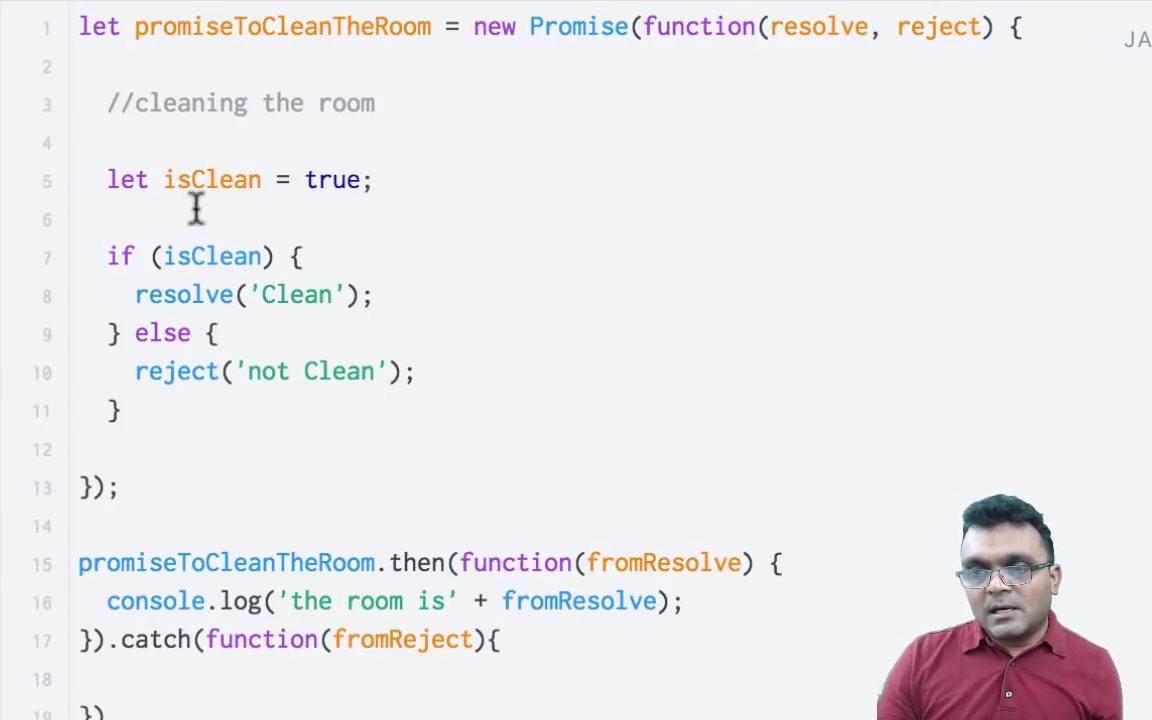 1 let promiseToCleanTheRoom = new Promise(function(resolve, reject) {
JA
2
3 //cleaning the room
4
5 let isClean = true;
6
7 if (isClean) {
8 resolve('Clean');
9 } else {
10 reject('not Clean');
11 }
12
13 });
14
15 promiseToCleanTheRoom.then(function(fromResolve) {
16 console.log('the room is' + fromResolve);
17 }).catch(function(fromReject){
18
19 })